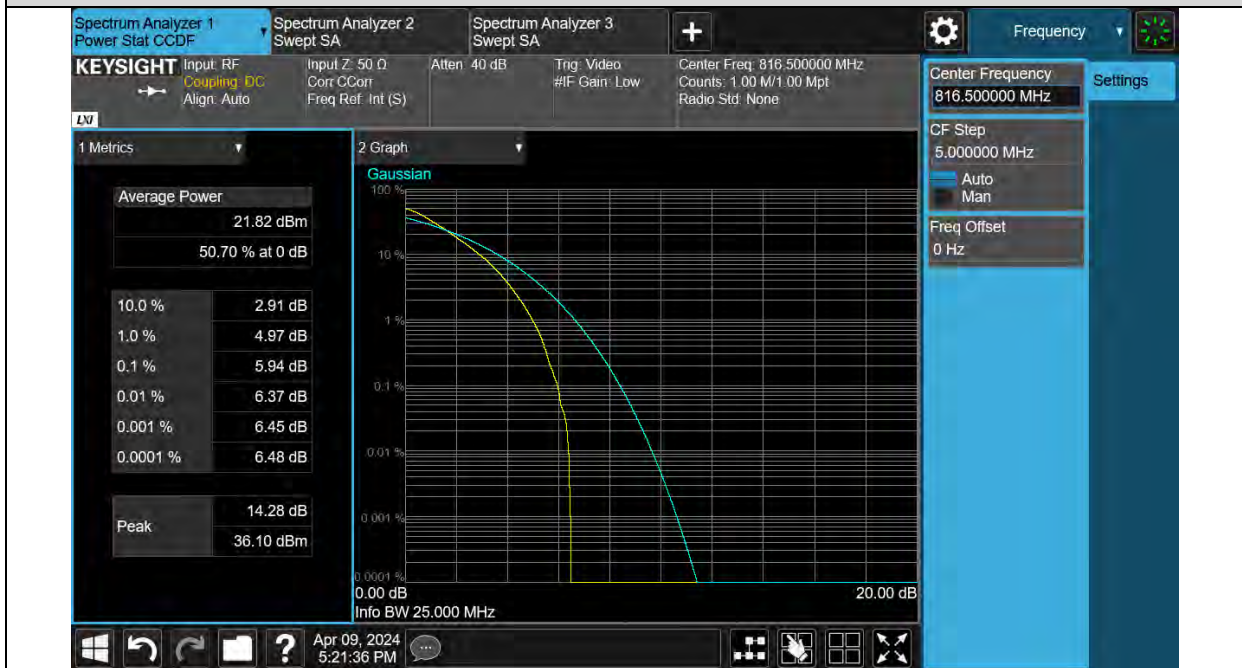 Spectrum Analyzer 1
Power Stat CCDF
Spectrum Analyzer 2
Swept SA
Spectrum Analyzer 3
Swept SA
Frequency
KEYSIGHT
LXI
Input: RF
Coupling: DC
Align: Auto
Input Z: 50 Ω
Corr CCorr
Freq Ref: Int (S)
Atten: 40 dB
Trig: Video
#IF Gain: Low
Center Freq: 816.500000 MHz
Counts: 1.00 M/1.00 Mpt
Radio Std: None
Center Frequency
816.500000 MHz
Settings
CF Step
5.000000 MHz
Auto
Man
Freq Offset
0 Hz
1 Metrics
Average Power
21.82 dBm
50.70 % at 0 dB
10.0 % 2.91 dB
1.0 % 4.97 dB
0.1 % 5.94 dB
0.01 % 6.37 dB
0.001 % 6.45 dB
0.0001 % 6.48 dB
Peak
14.28 dB
36.10 dBm
2 Graph
Gaussian
100 %
10 %
1 %
0.1 %
0.01 %
0.001 %
0.0001 %
0.00 dB
20.00 dB
Info BW 25.000 MHz
?
Apr 09, 2024
5:21:36 PM